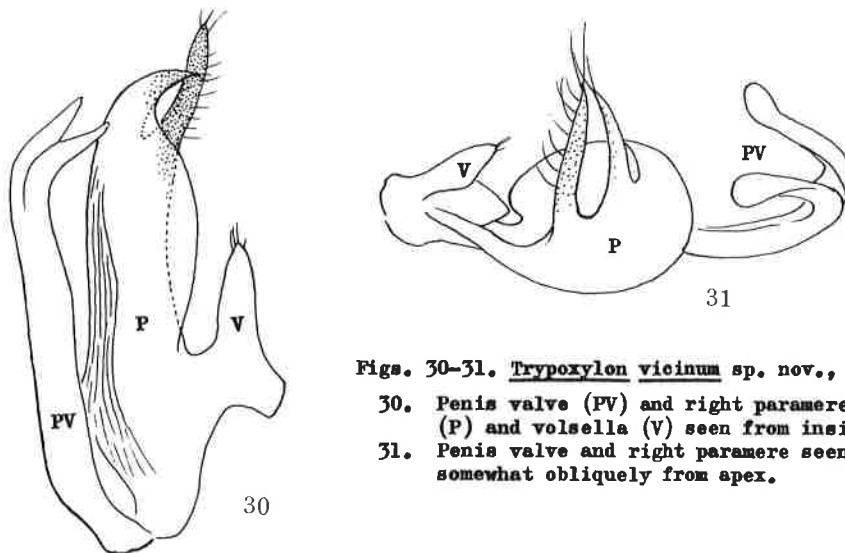 V
PV
P
31
P
V
PV
30
Figs. 30-31. Trypoxylon vicinum sp. nov.,
30. Penis valve (PV) and right paramere
(P) and volsella (V) seen from insi
31. Penis valve and right paramere seen
somewhat obliquely from apex.